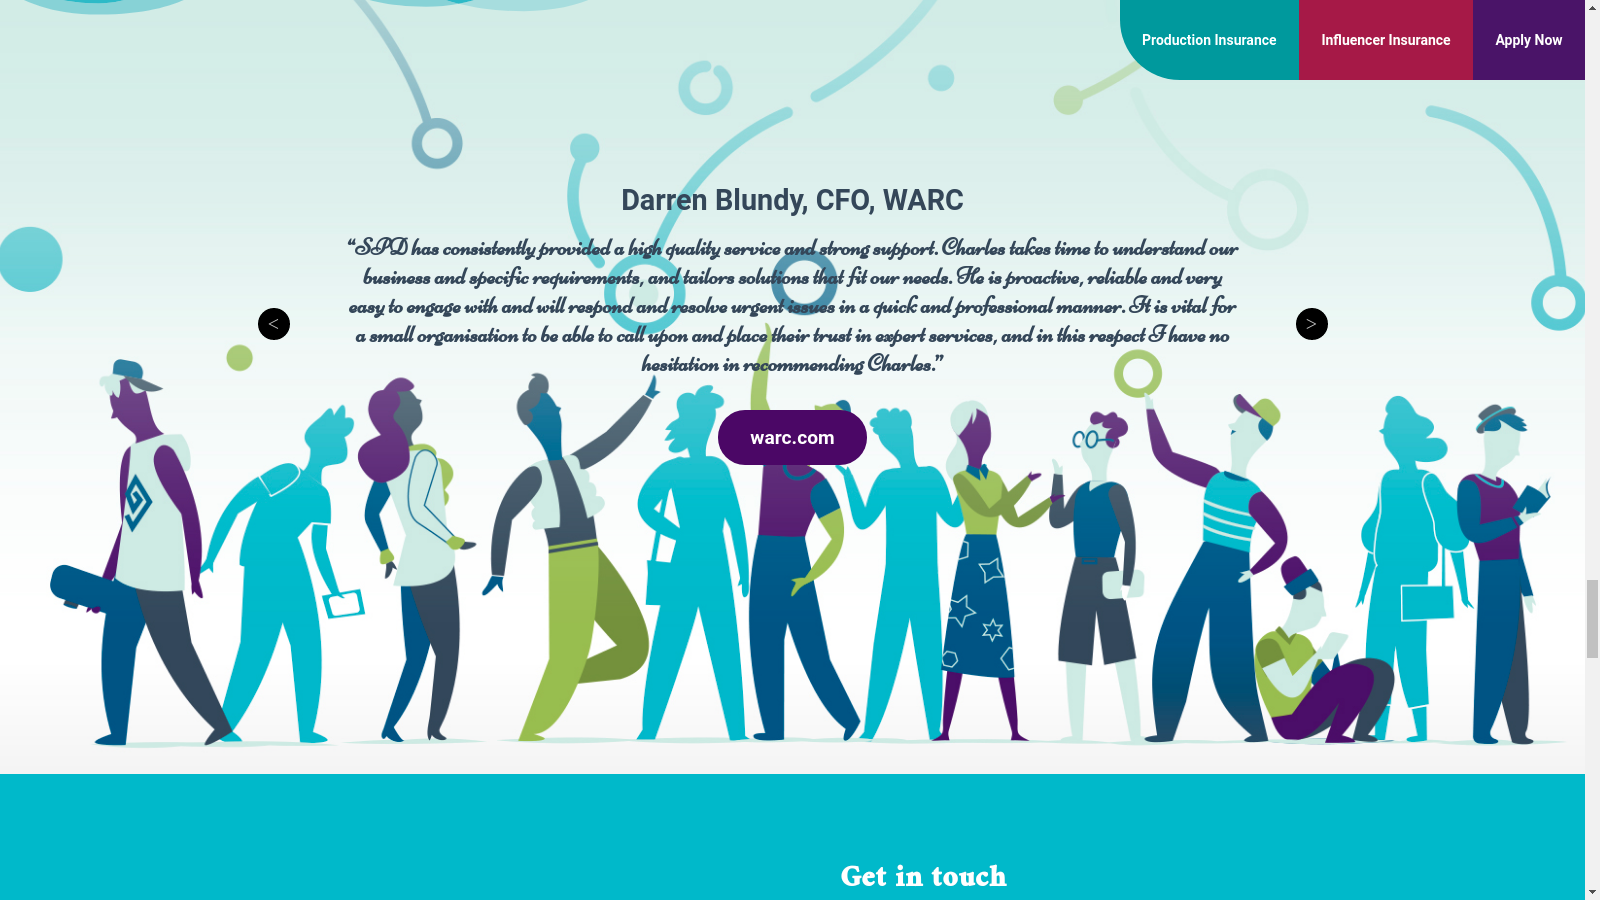 Production Insurance
Influencer Insurance
Apply Now
Darren Blundy, CFO, WARC
“SPD has consistently provided a high quality service and strong support. Charles takes time to understand our
business and specific requirements, and tailors solutions that fit our needs. He is proactive, reliable and very
easy to engage with and will respond and resolve urgent issues in a quick and professional manner. It is vital for
a small organisation to be able to call upon and place their trust in expert services, and in this respect I have no
hesitation in recommending Charles.”
<
>
warc.com
Get in touch